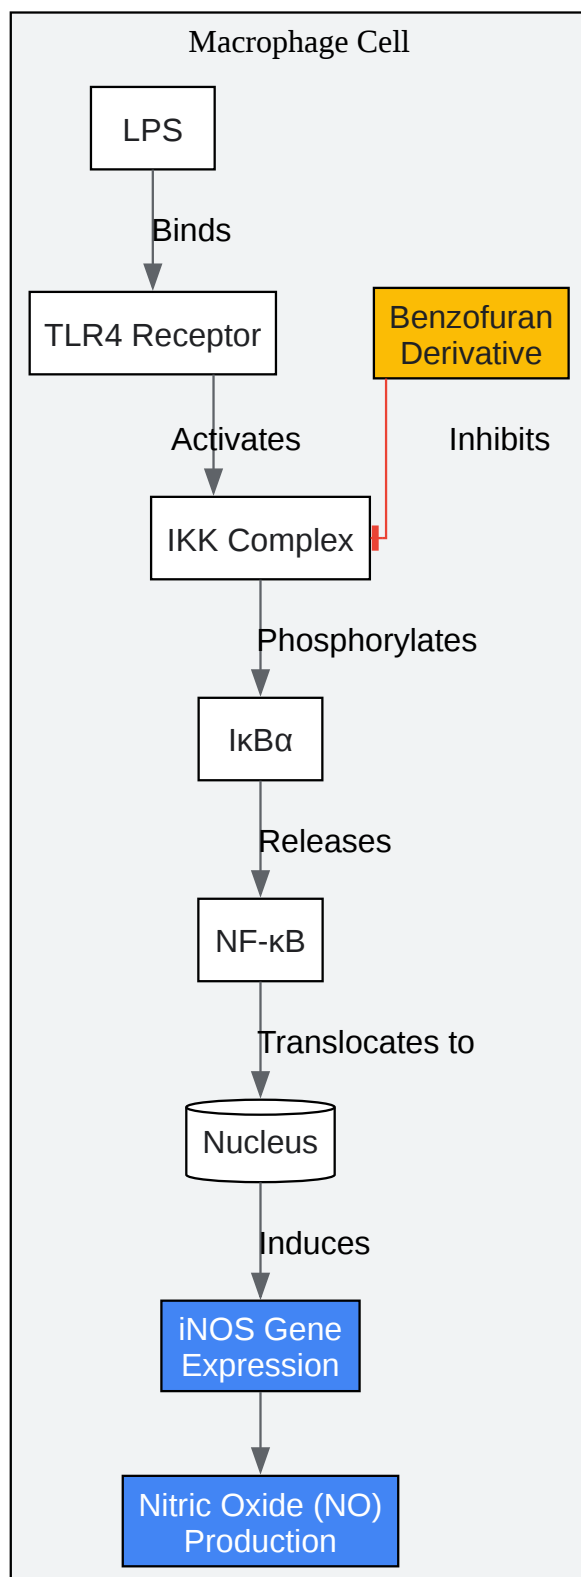 Macrophage Cell
LPS
Binds
TLR4 Receptor
Benzofuran
Derivative
Activates
Inhibits
IKK Complex
Phosphorylates
IκBα
Releases
NF-κB
Translocates to
Nucleus
Induces
iNOS Gene
Expression
Nitric Oxide (NO)
Production